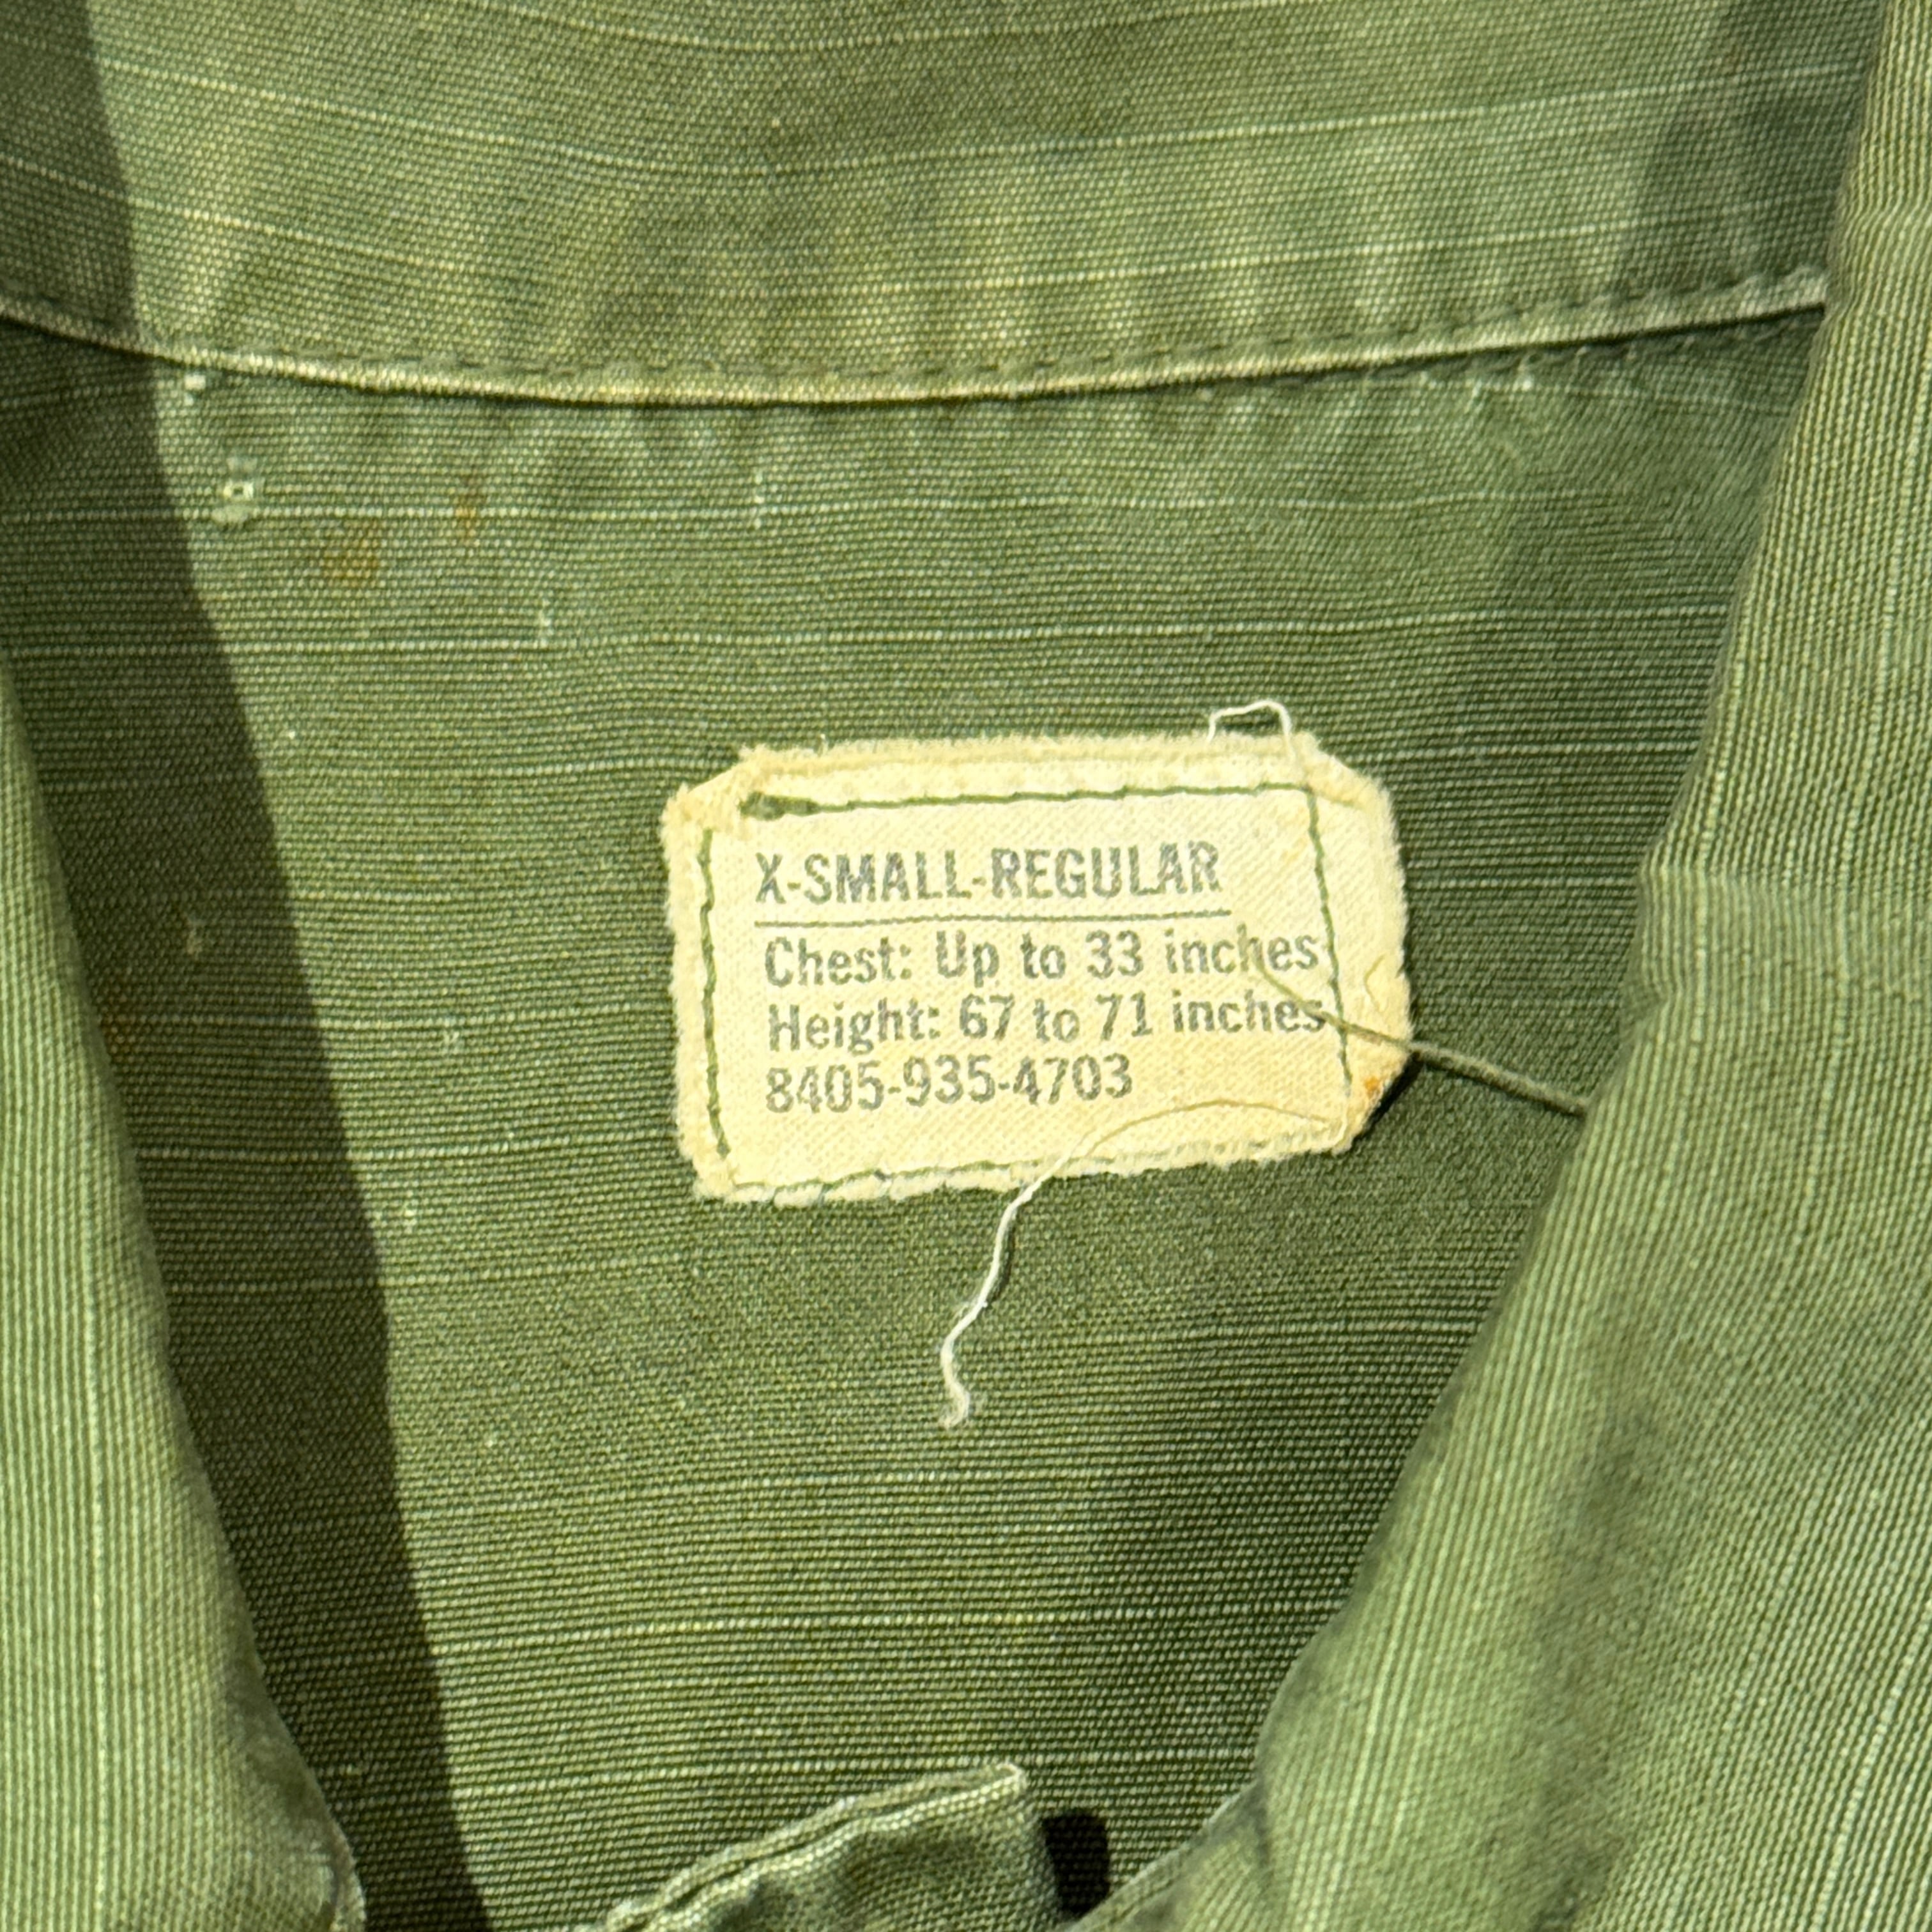 X-SMALL-REGULAR
Chest: Up to 33 inches
Height: 67 to 71 inches
8405-935-4703